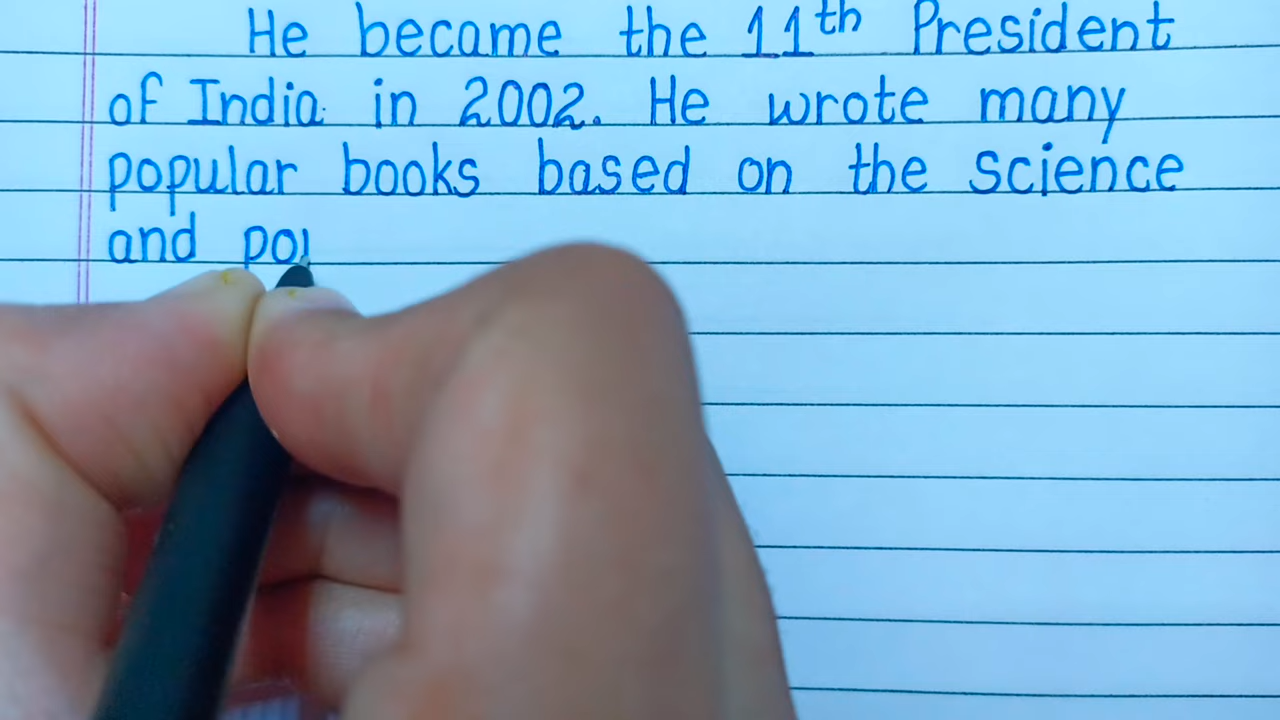 He became the 11th President
of India in 2002. He wrote many
popular books based on the science
and